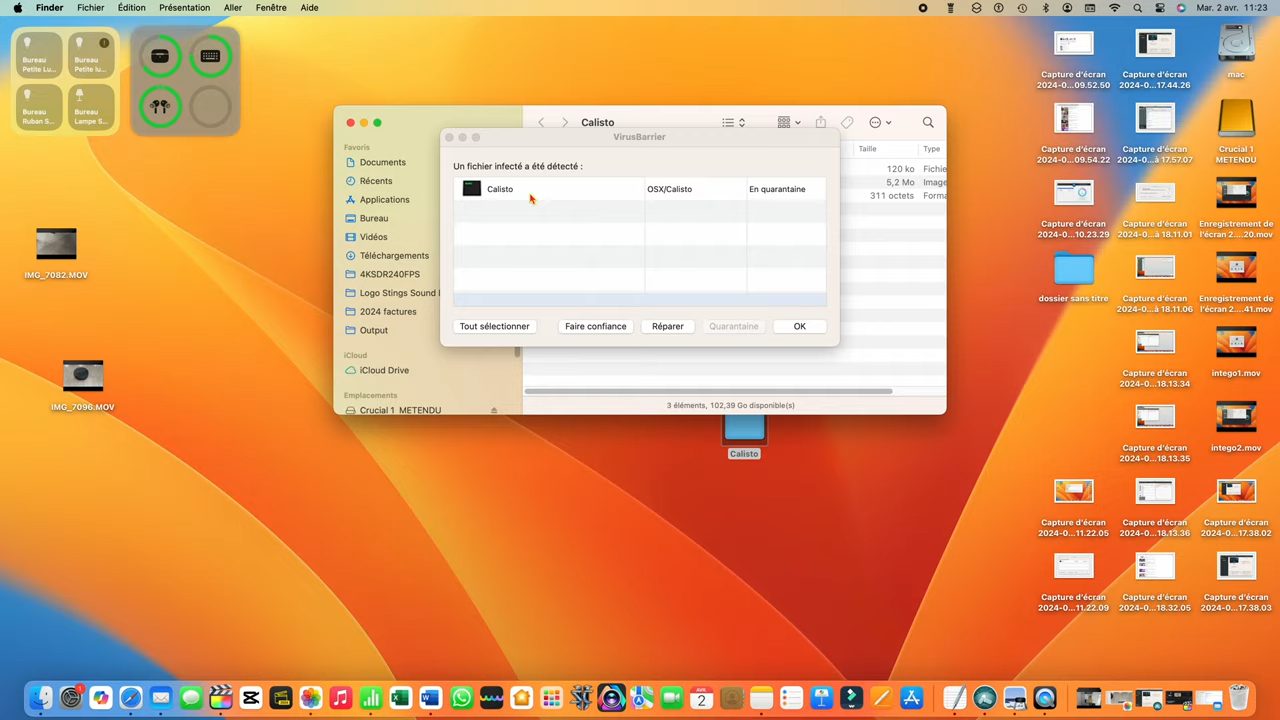 Finder Fichier Édition Présentation Aller Fenêtre Aide
Mar. 2 avr. 11:23
Bureau
Petite Lu...
Bureau
Petite lu...
Bureau
Ruban S...
Bureau
Lampe S...
IMG_7082.MOV
IMG_7096.MOV
Favoris
Documents
Récents
Applications
Bureau
Vidéos
Téléchargements
4KSDR240FPS
Logo Stings Sound
2024 factures
Output
iCloud
iCloud Drive
Emplacements
Crucial 1 METENDU
Calisto
Taille Type
120 ko Fichie
5,2 Mo Image
311 octets Forma
3 éléments, 102,39 Go disponible(s)
VirusBarrier
Un fichier infecté a été détecté :
Calisto OSX/Calisto En quarantaine
Tout sélectionner Faire confiance Réparer Quarantaine OK
Calisto
Capture d'écran
2024-0...09.52.50
Capture d'écran
2024-0...17.44.26
mac
Capture d'écran
2024-0...09.54.22
Capture d'écran
2024-0...17.57.07
Crucial 1
METENDU
Capture d'écran
2024-0...10.23.29
Capture d'écran
2024-0...à 18.11.01
Enregistrement de
l'écran 2....20.mov
dossier sans titre
Capture d'écran
2024-0...à 18.11.06
Enregistrement de
l'écran 2....41.mov
Capture d'écran
2024-0...18.13.34
intego1.mov
Capture d'écran
2024-0...18.13.35
intego2.mov
Capture d'écran
2024-0...11.22.05
Capture d'écran
2024-0...18.13.36
Capture d'écran
2024-0...17.38.02
Capture d'écran
2024-0...11.22.09
Capture d'écran
2024-0...18.32.05
Capture d'écran
2024-0...17.38.03
1
AVR.
2